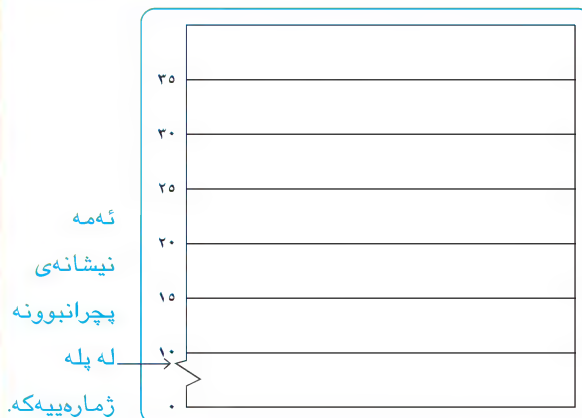 ٣٥
٣٠
٢٥
٢٠
١٥
١٠
٠
ئەمە
نیشانەی
پچرانبوونە
لە پلە
ژمارەییەکە.